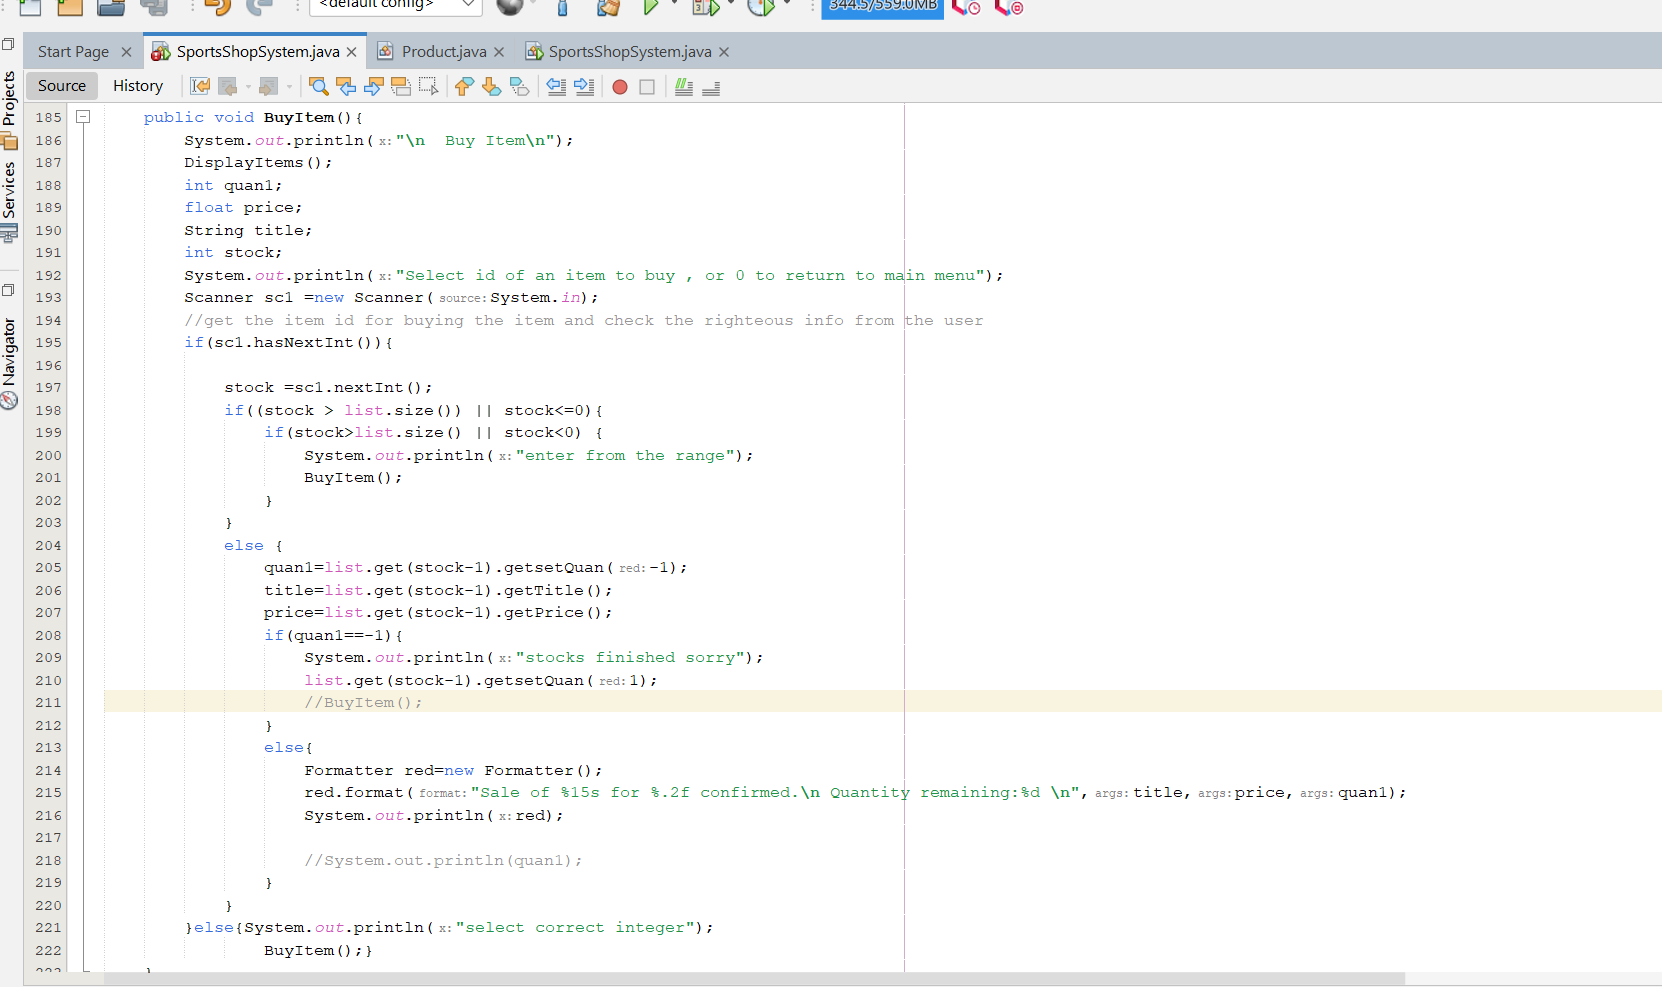 <default config>
344.5/559.0MB
Start Page
SportsShopSystem.java
Product.java
SportsShopSystem.java
Source
History
Projects
Services
Navigator
185 public void BuyItem(){
186 System.out.println(x:"\n  Buy Item\n");
187 DisplayItems();
188 int quan1;
189 float price;
190 String title;
191 int stock;
192 System.out.println(x:"Select id of an item to buy , or 0 to return to main menu");
193 Scanner sc1 =new Scanner(source:System.in);
194 //get the item id for buying the item and check the righteous info from the user
195 if(sc1.hasNextInt()){
196
197 stock =sc1.nextInt();
198 if((stock > list.size()) || stock<=0){
199 if(stock>list.size() || stock<0) {
200 System.out.println(x:"enter from the range");
201 BuyItem();
202 }
203 }
204 else {
205 quan1=list.get(stock-1).getsetQuan(red:-1);
206 title=list.get(stock-1).getTitle();
207 price=list.get(stock-1).getPrice();
208 if(quan1==-1){
209 System.out.println(x:"stocks finished sorry");
210 list.get(stock-1).getsetQuan(red:1);
211 //BuyItem();
212 }
213 else{
214 Formatter red=new Formatter();
215 red.format(format:"Sale of %15s for %.2f confirmed.\n Quantity remaining:%d \n",args:title,args:price,args:quan1);
216 System.out.println(x:red);
217
218 //System.out.println(quan1);
219 }
220 }
221 }else{System.out.println(x:"select correct integer");
222 BuyItem();}